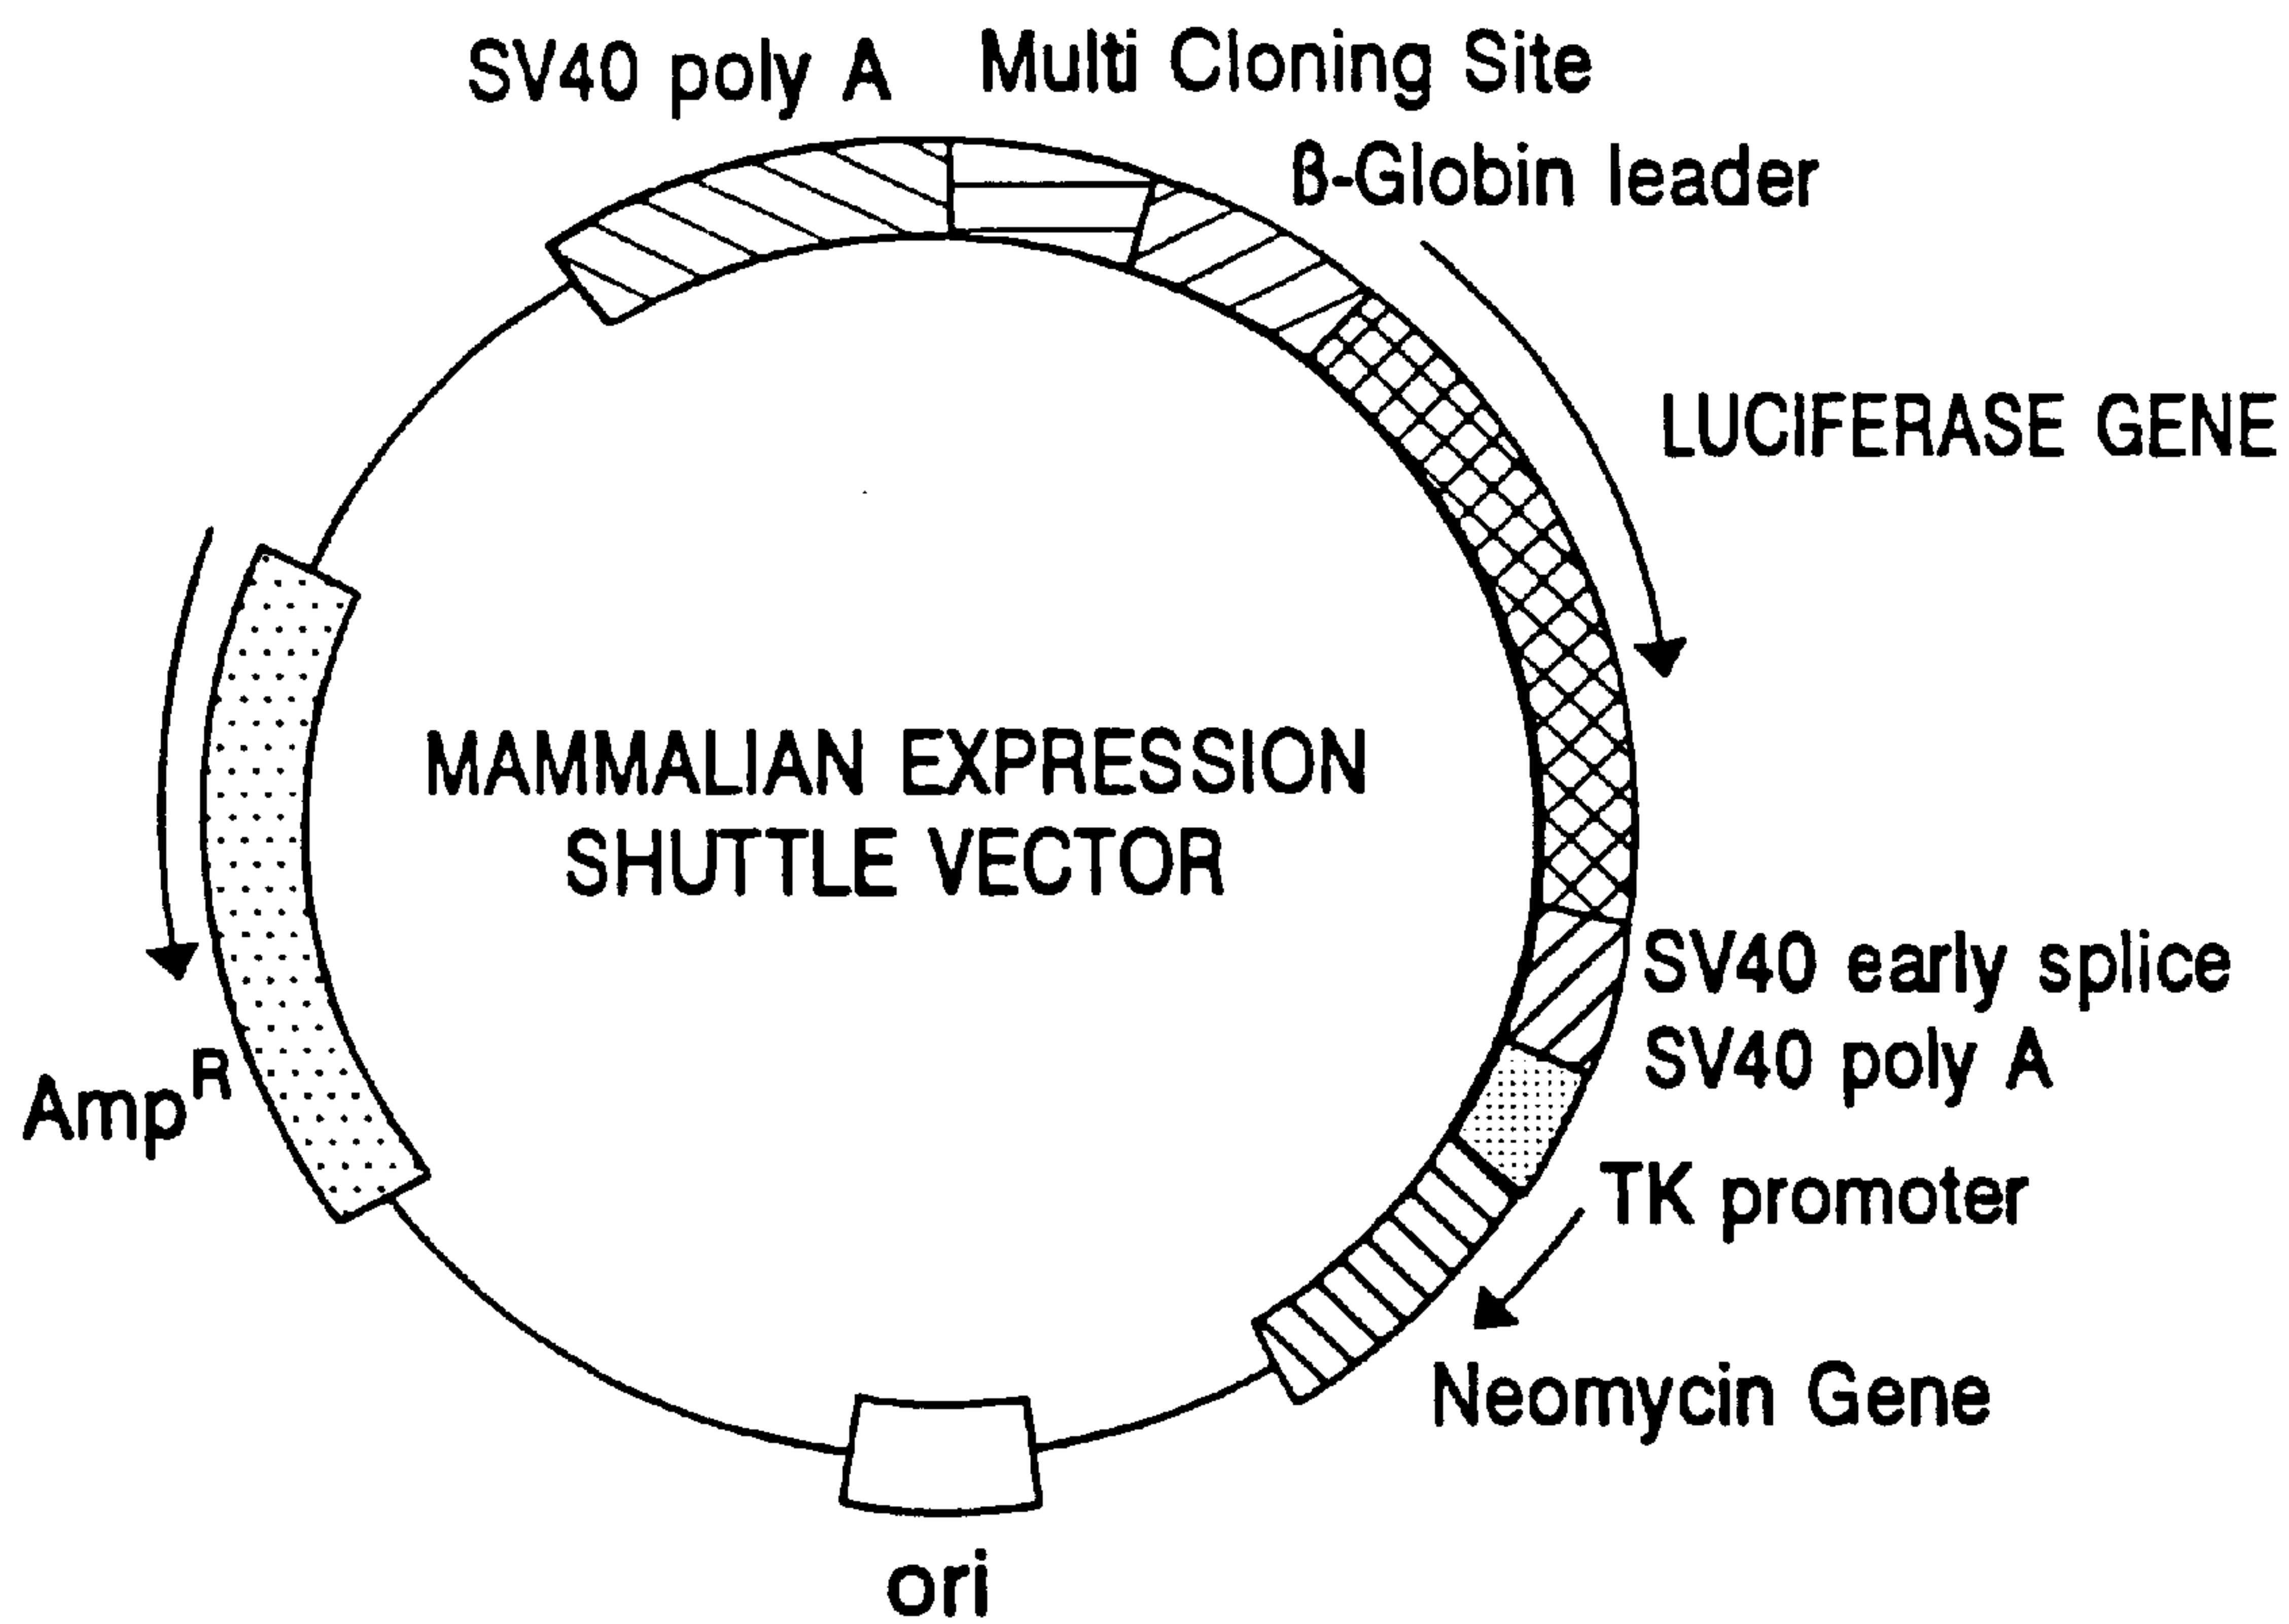 SV40 poly A
Multi Cloning Site
ß-Globin leader
LUCIFERASE GENE
MAMMALIAN EXPRESSION
SHUTTLE VECTOR
SV40 early splice
SV40 poly A
Amp^R
TK promoter
Neomycin Gene
ori